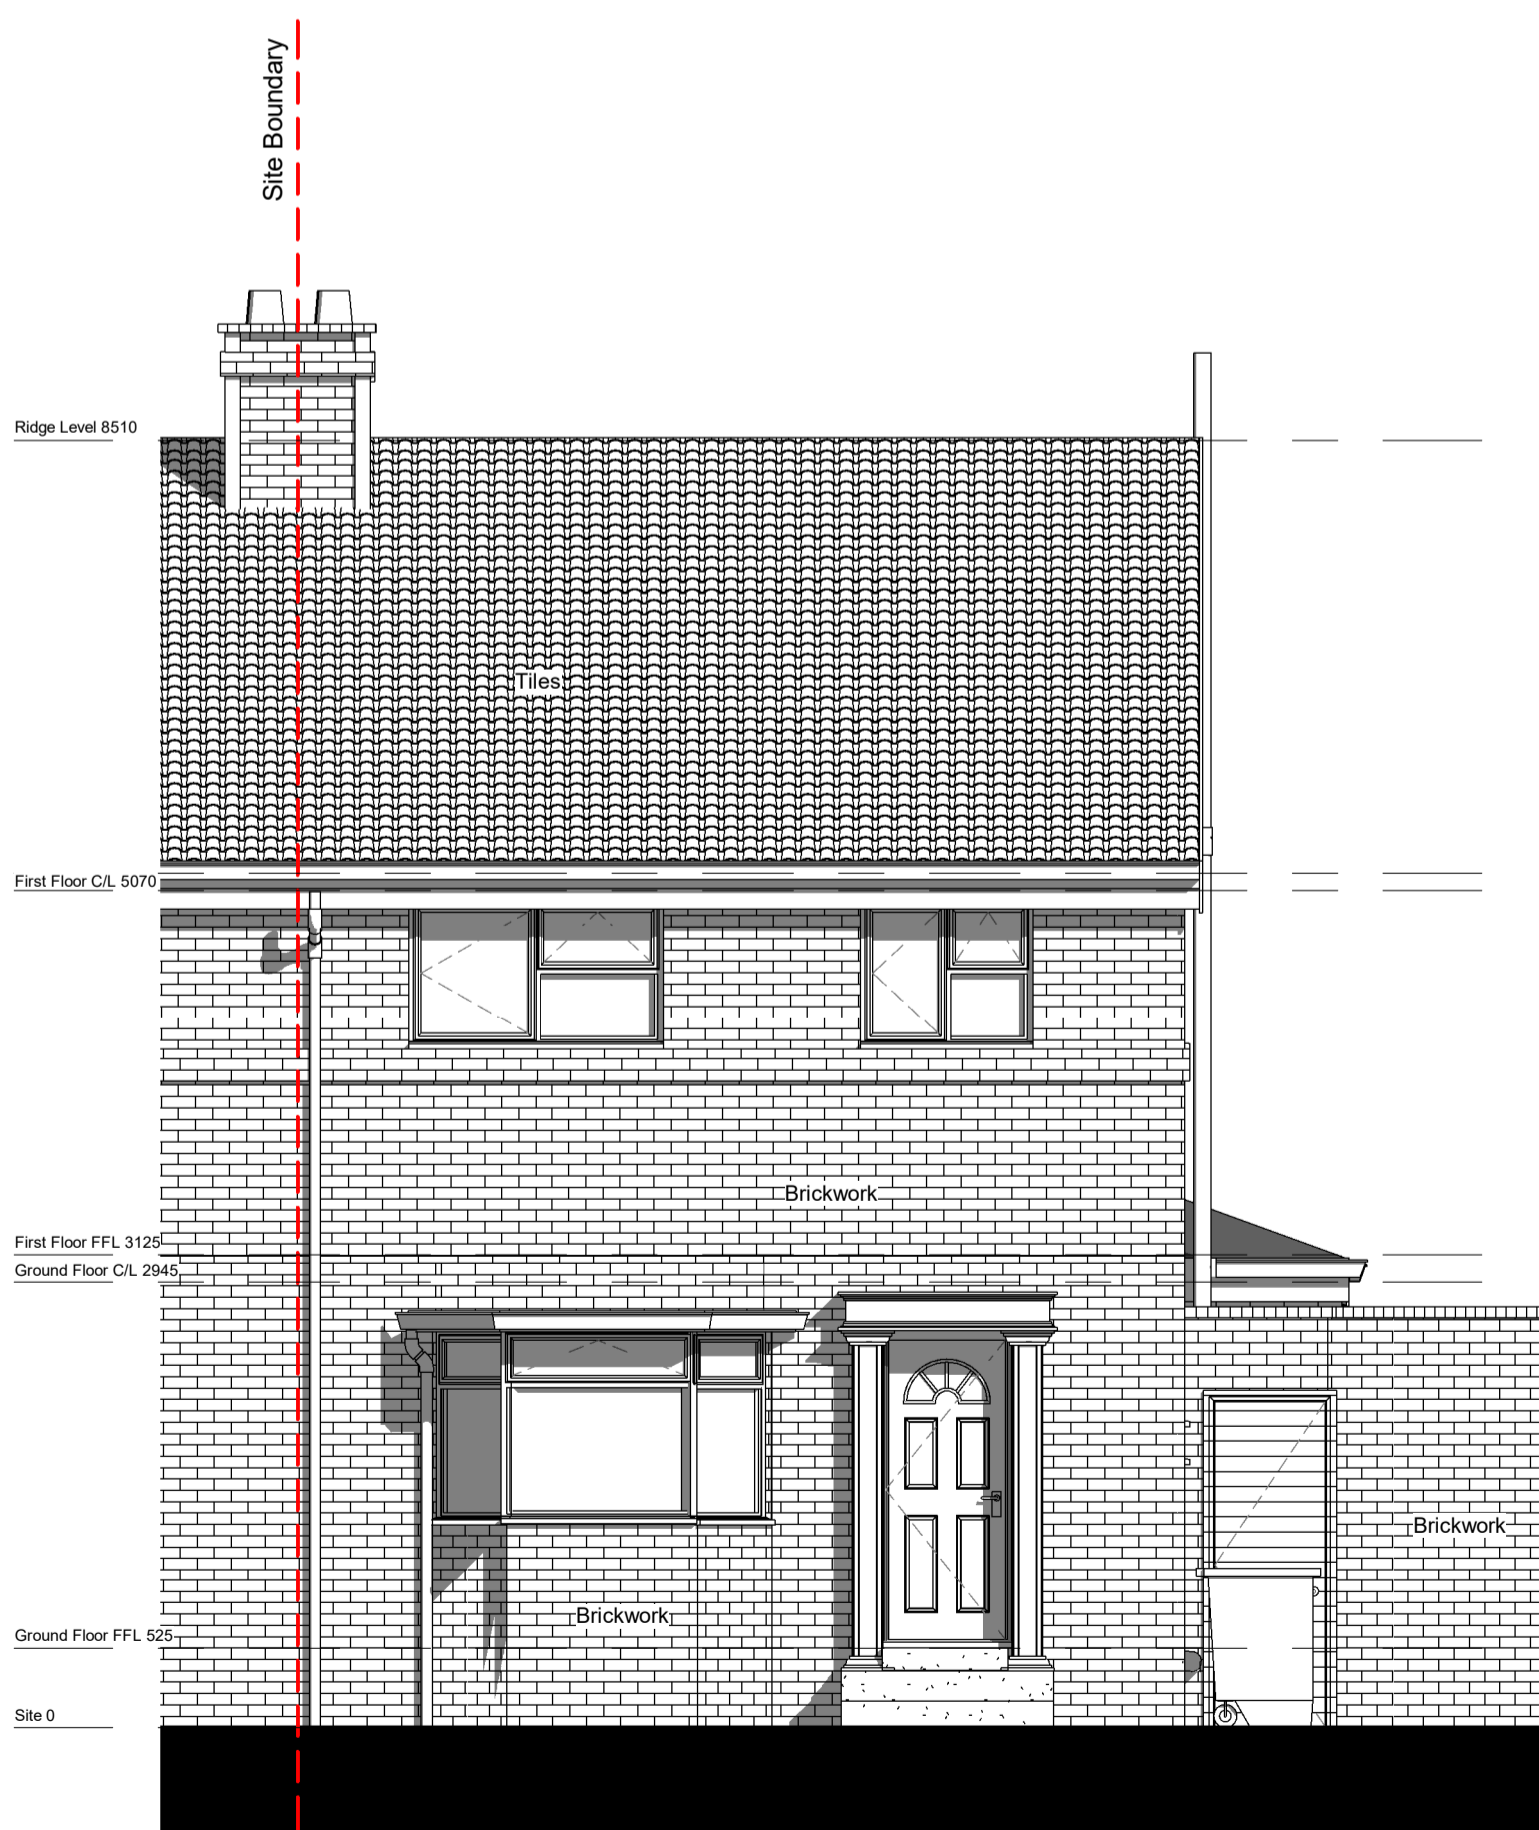 Site Boundary
Ridge Level 8510
Tiles
First Floor C/L 5070
Brickwork
First Floor FFL 3125
Ground Floor C/L 2945
Brickwork
Brickwork
Ground Floor FFL 525
Site 0